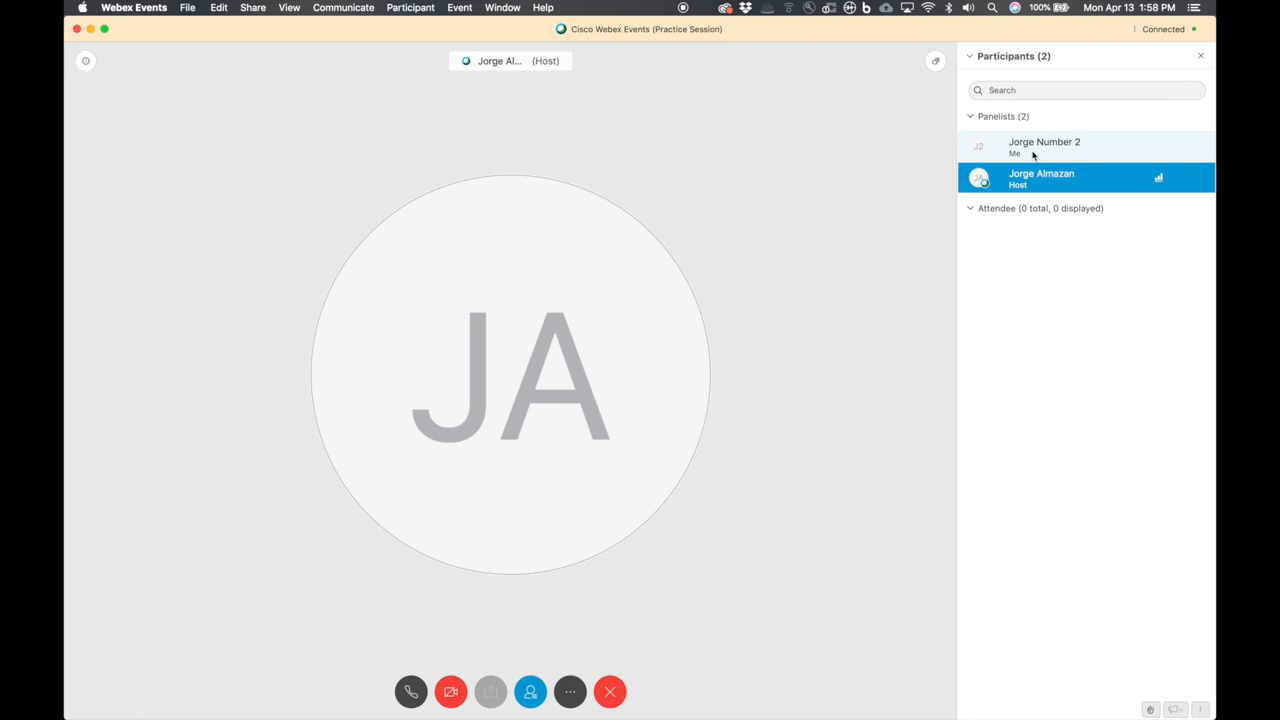 Webex Events File Edit Share View Communicate Participant Event Window Help 100% Mon Apr 13 1:58 PM
Cisco Webex Events (Practice Session) Connected
Jorge Al... (Host)
Participants (2)
Search
Panelists (2)
J2 Jorge Number 2
Me
JA Jorge Almazan
Host
Attendee (0 total, 0 displayed)
JA